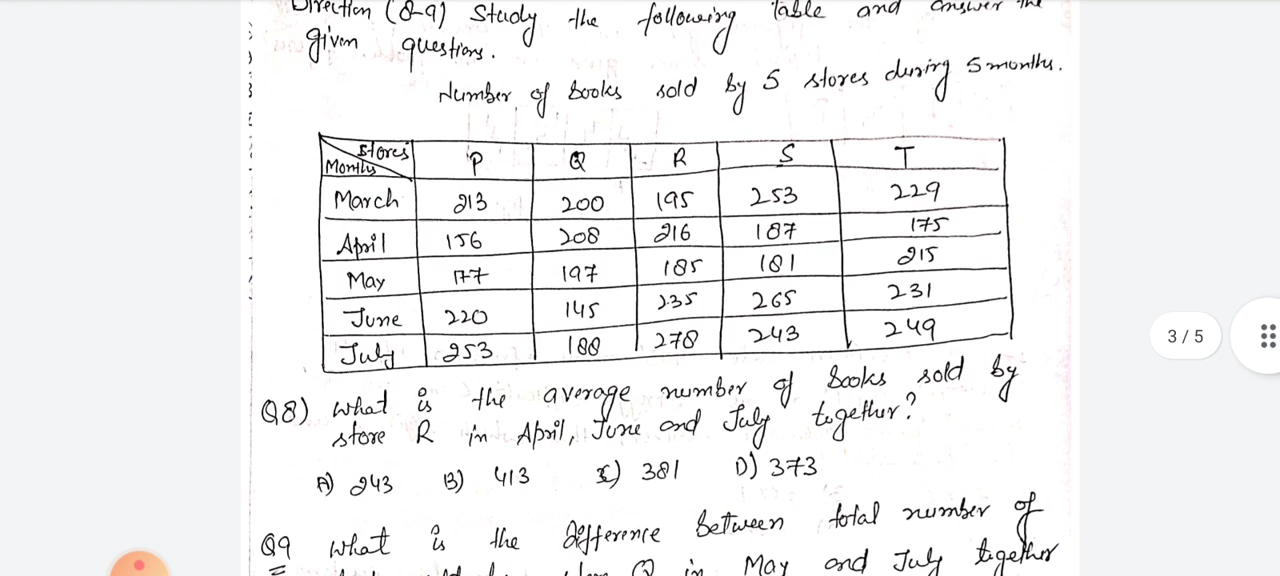 Direction (8-9) Study the following table and answer the
given questions.
Number of books sold by 5 stores during 5 months.
Stores
Months P Q R S T
March 213 200 195 253 229
April 156 208 216 187 175
May 177 197 185 181 215
June 220 145 235 265 231
July 253 188 278 243 249
Q8) What is the average number of books sold by
store R in April, June and July together?
A) 243 B) 413 C) 381 D) 373
Q9 What is the difference between total number of
Q in May and July together
3 / 5